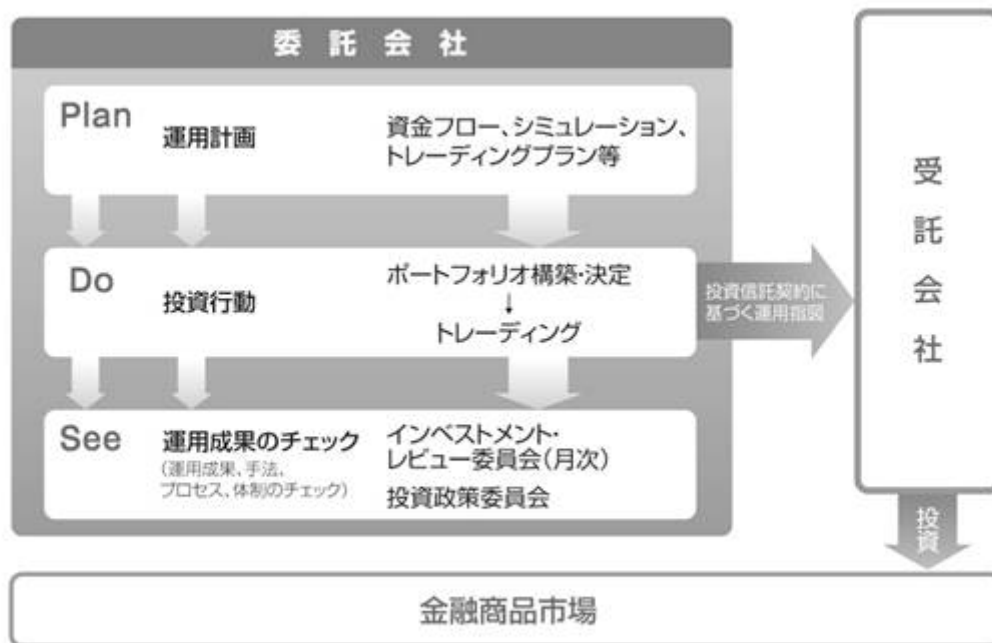 委託会社
Plan
運用計画
資金フロー、シミュレーション、
トレーディングプラン等
Do
投資行動
ポートフォリオ構築・決定
↓
トレーディング
See
運用成果のチェック
(運用成果、手法、
プロセス、体制のチェック)
インベストメント・
レビュー委員会(月次)
投資政策委員会
投資信託契約に
基づく運用指図
受託会社
投資
金融商品市場